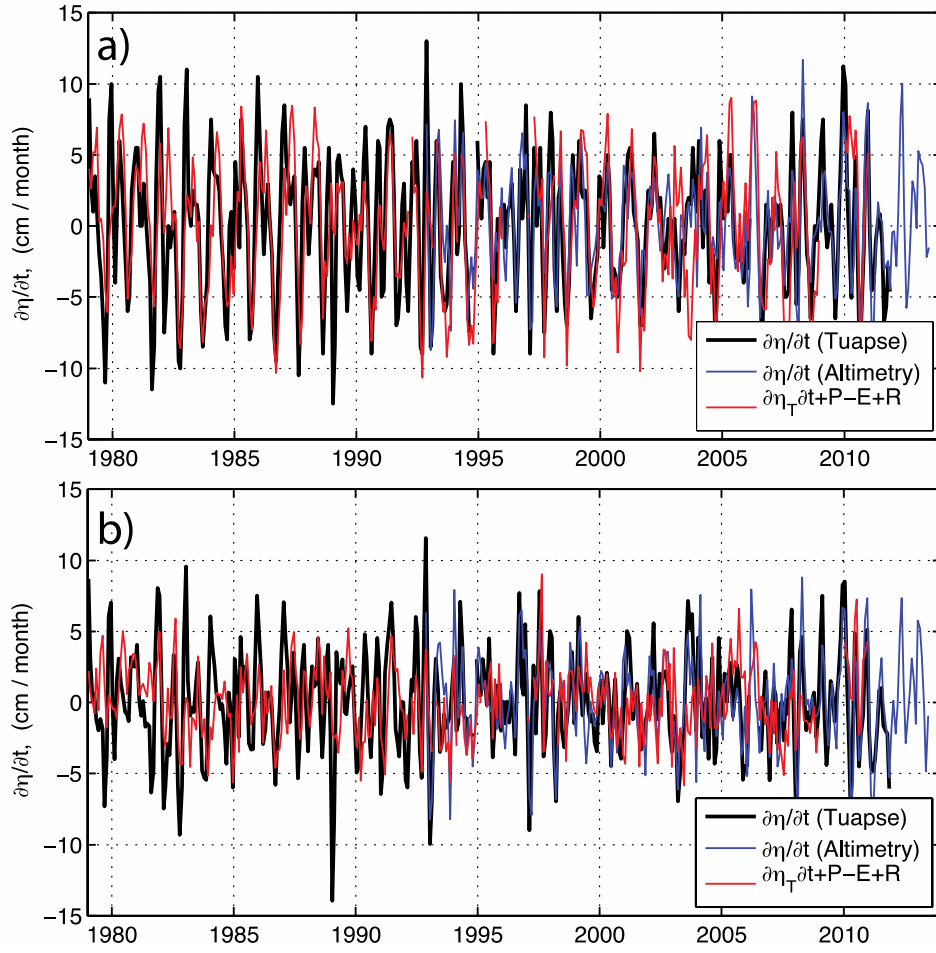 a)
15
10
5
0
−5
−10
−15
∂η/∂t, (cm / month)
1980 1985 1990 1995 2000 2005 2010
∂η/∂t (Tuapse)
∂η/∂t (Altimetry)
∂η_T∂t+P−E+R
b)
15
10
5
0
−5
−10
−15
∂η/∂t, (cm / month)
1980 1985 1990 1995 2000 2005 2010
∂η/∂t (Tuapse)
∂η/∂t (Altimetry)
∂η_T∂t+P−E+R